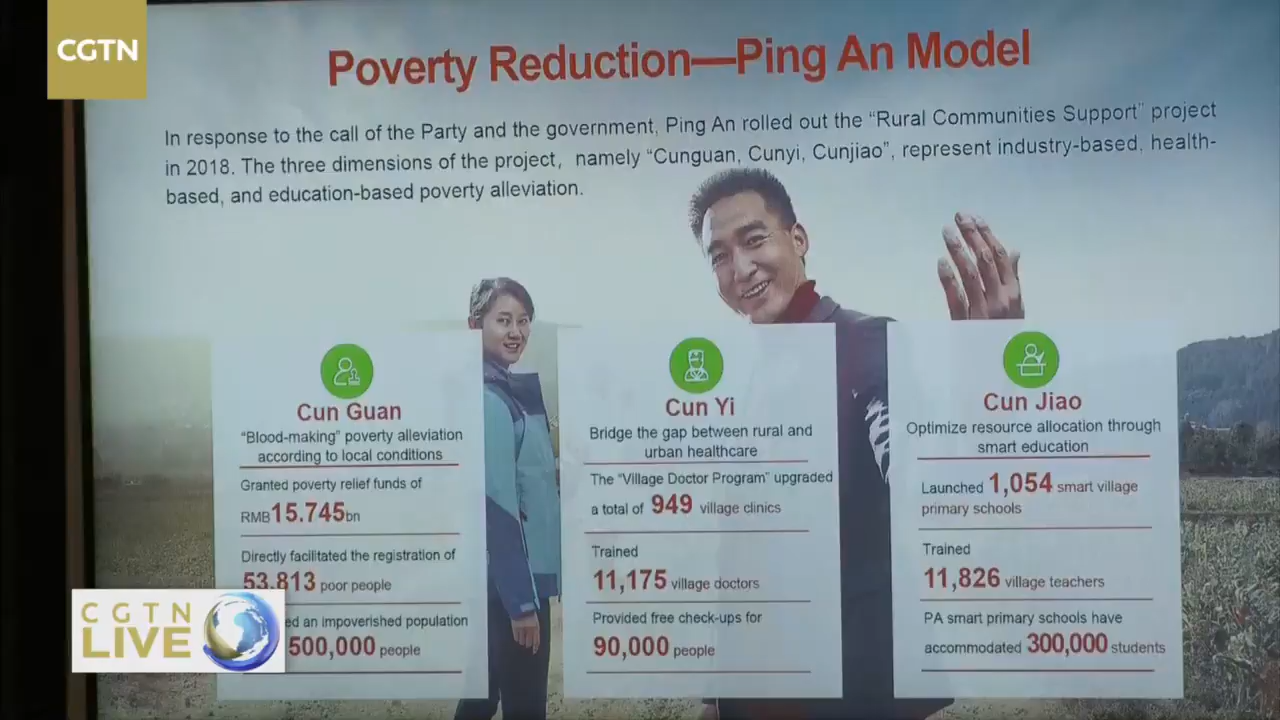 CGTN
Poverty Reduction—Ping An Model
In response to the call of the Party and the government, Ping An rolled out the “Rural Communities Support” project
in 2018. The three dimensions of the project, namely “Cunguan, Cunyi, Cunjiao”, represent industry-based, health-
based, and education-based poverty alleviation.
Cun Guan
“Blood-making” poverty alleviation
according to local conditions
Granted poverty relief funds of
RMB15.745bn
Directly facilitated the registration of
53,813 poor people
an impoverished population
500,000 people
Cun Yi
Bridge the gap between rural and
urban healthcare
The “Village Doctor Program” upgraded
a total of 949 village clinics
Trained
11,175 village doctors
Provided free check-ups for
90,000 people
Cun Jiao
Optimize resource allocation through
smart education
Launched 1,054 smart village
primary schools
Trained
11,826 village teachers
PA smart primary schools have
accommodated 300,000 students
CGTN
LIVE